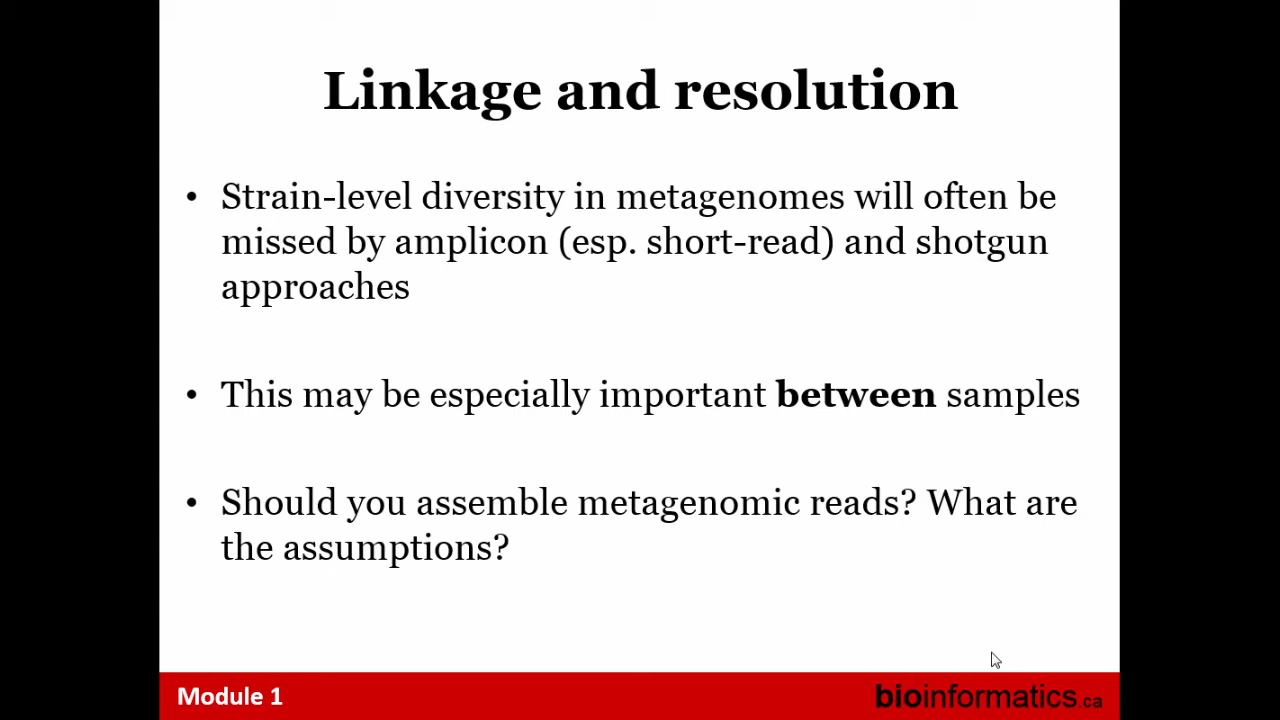 Linkage and resolution
• Strain-level diversity in metagenomes will often be
missed by amplicon (esp. short-read) and shotgun
approaches
• This may be especially important between samples
• Should you assemble metagenomic reads? What are
the assumptions?
Module 1
bioinformatics.ca